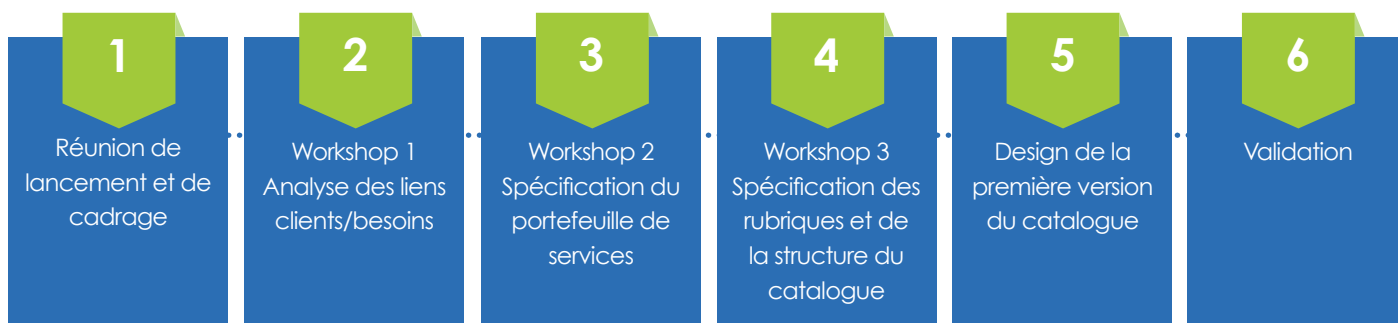 1
Réunion de
lancement et de
cadrage
2
Workshop 1
Analyse des liens
clients/besoins
3
Workshop 2
Spécification du
portefeuille de
services
4
Workshop 3
Spécification des
rubriques et de
la structure du
catalogue
5
Design de la
première version
du catalogue
6
Validation